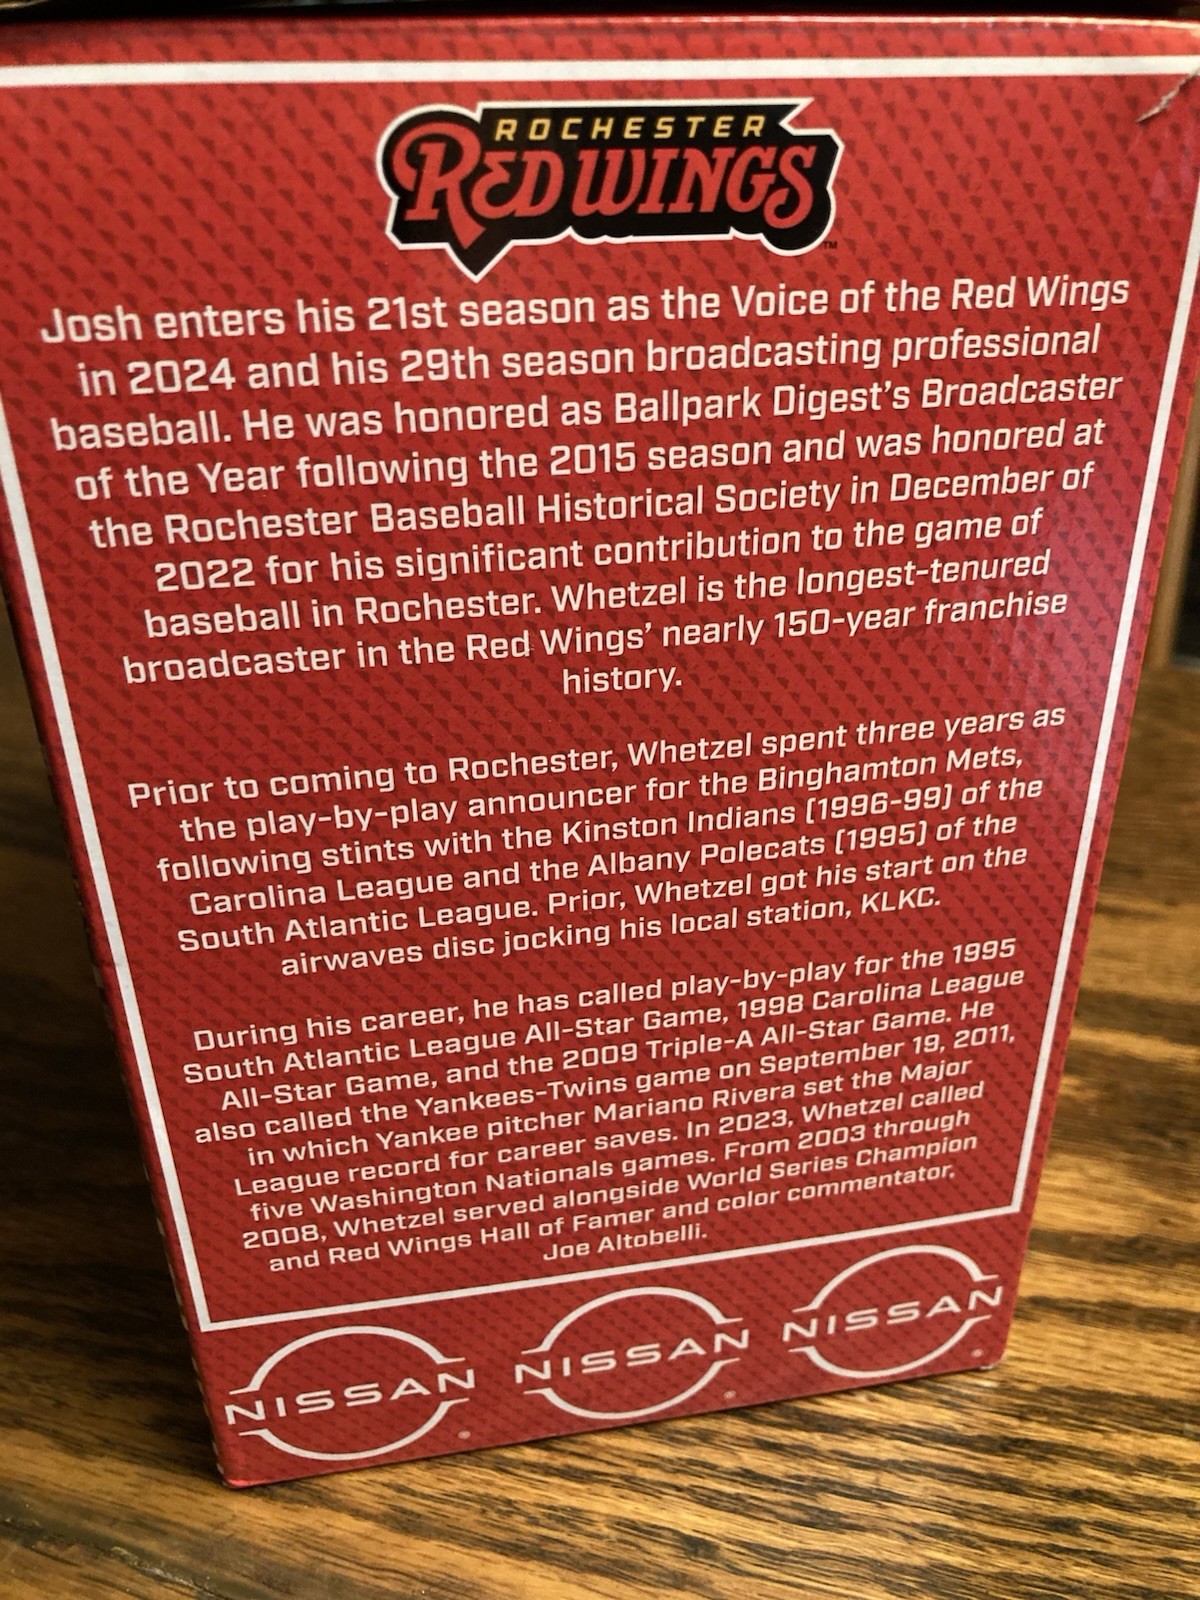 ROCHESTER
RED WINGS
TM
Josh enters his 21st season as the Voice of the Red Wings
in 2024 and his 29th season broadcasting professional
baseball. He was honored as Ballpark Digest's Broadcaster
of the Year following the 2015 season and was honored at
the Rochester Baseball Historical Society in December of
2022 for his significant contribution to the game of
baseball in Rochester. Whetzel is the longest-tenured
broadcaster in the Red Wings' nearly 150-year franchise
history.
Prior to coming to Rochester, Whetzel spent three years as
the play-by-play announcer for the Binghamton Mets,
following stints with the Kinston Indians (1996-99) of the
Carolina League and the Albany Polecats (1995) of the
South Atlantic League. Prior, Whetzel got his start on the
airwaves disc jocking his local station, KLKC.
During his career, he has called play-by-play for the 1995
South Atlantic League All-Star Game, 1998 Carolina League
All-Star Game, and the 2009 Triple-A All-Star Game. He
also called the Yankees-Twins game on September 19, 2011,
in which Yankee pitcher Mariano Rivera set the Major
League record for career saves. In 2023, Whetzel called
five Washington Nationals games. From 2003 through
2008, Whetzel served alongside World Series Champion
and Red Wings Hall of Famer and color commentator,
Joe Altobelli.
NISSAN ® NISSAN ® NISSAN ®